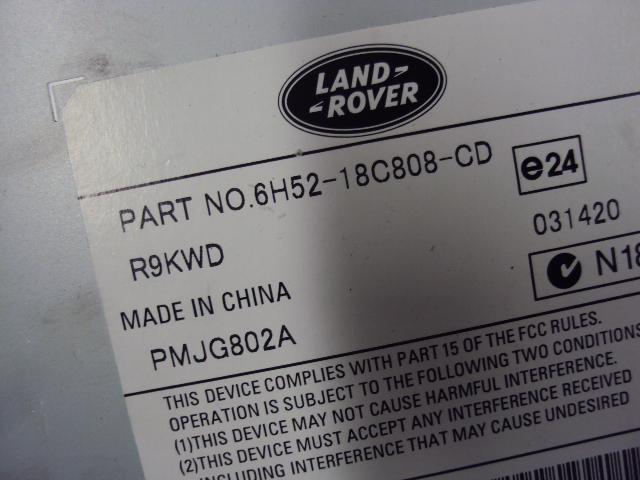 LAND-
-ROVER
PART NO.6H52-18C808-CD
e24
R9KWD
031420
MADE IN CHINA
N18
PMJG802A
THIS DEVICE COMPLIES WITH PART 15 OF THE FCC RULES.
OPERATION IS SUBJECT TO THE FOLLOWING TWO CONDITIONS
(1)THIS DEVICE MAY NOT CAUSE HARMFUL INTERFERENCE.
(2)THIS DEVICE MUST ACCEPT ANY INTERFERENCE RECEIVED
INCLUDING INTERFERENCE THAT MAY CAUSE UNDESIRED